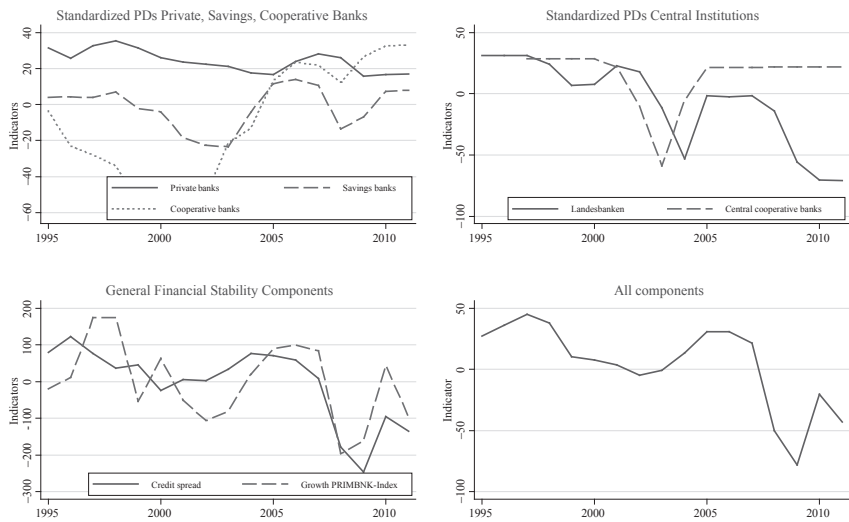 Standardized PDs Private, Savings, Cooperative Banks
Indicators
40
20
0
−20
−40
−60
Private banks
Savings banks
Cooperative banks
1995
2000
2005
2010
Standardized PDs Central Institutions
Indicators
50
0
−50
−100
Landesbanken
Central cooperative banks
1995
2000
2005
2010
General Financial Stability Components
Indicators
200
100
0
−100
−200
−300
Credit spread
Growth PRIMBNK-Index
1995
2000
2005
2010
All components
Indicator
50
0
−50
−100
1995
2000
2005
2010